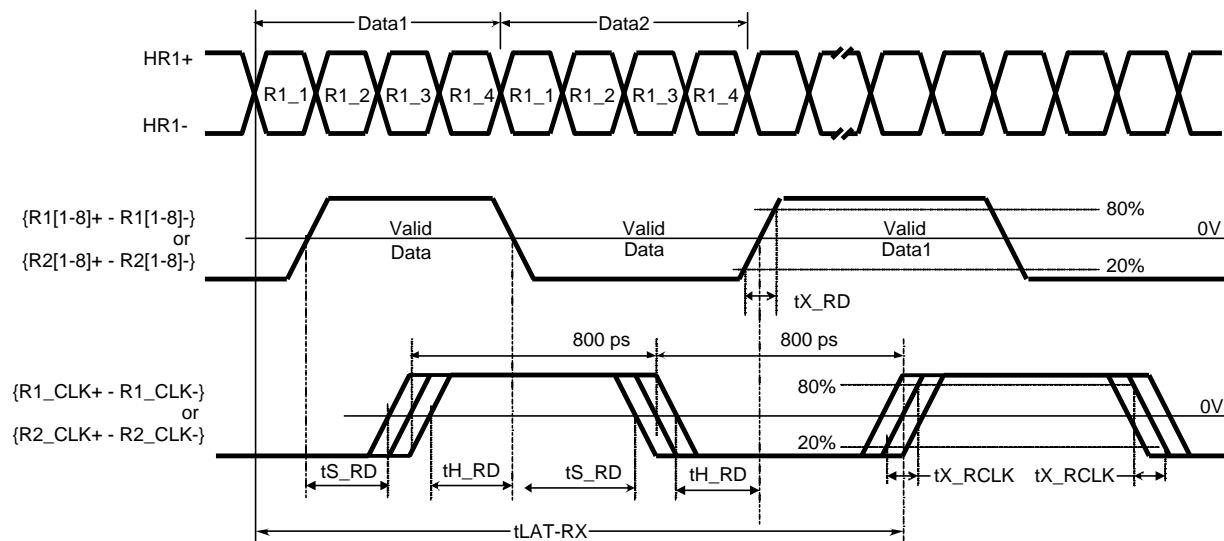 Data1 Data2
HR1+
R1_1 R1_2 R1_3 R1_4 R1_1 R1_2 R1_3 R1_4
HR1-
{R1[1-8]+ - R1[1-8]-}
or
{R2[1-8]+ - R2[1-8]-}
Valid Data
Valid Data
Valid Data1
80%
0V
20%
tX_RD
800 ps 800 ps
{R1_CLK+ - R1_CLK-}
or
{R2_CLK+ - R2_CLK-}
80%
0V
20%
tS_RD tH_RD tS_RD tH_RD tX_RCLK tX_RCLK
tLAT-RX